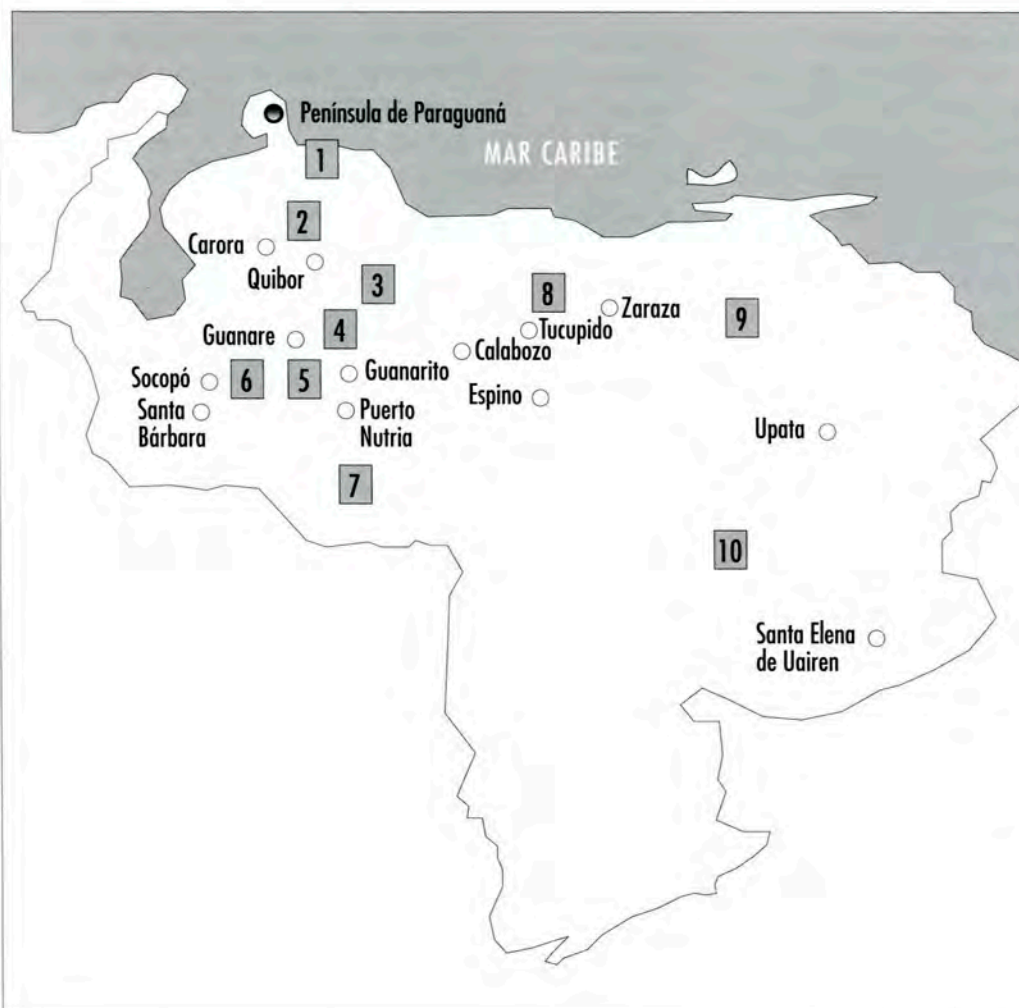 Península de Paraguaná
MAR CARIBE
1
2
Carora
Quibor
3
8
Zaraza
9
4
Tucupido
Guanare
Calabozo
Socopó
6
5
Guanarito
Espino
Santa
Bárbara
Puerto
Nutria
Upata
7
10
Santa Elena
de Uairen